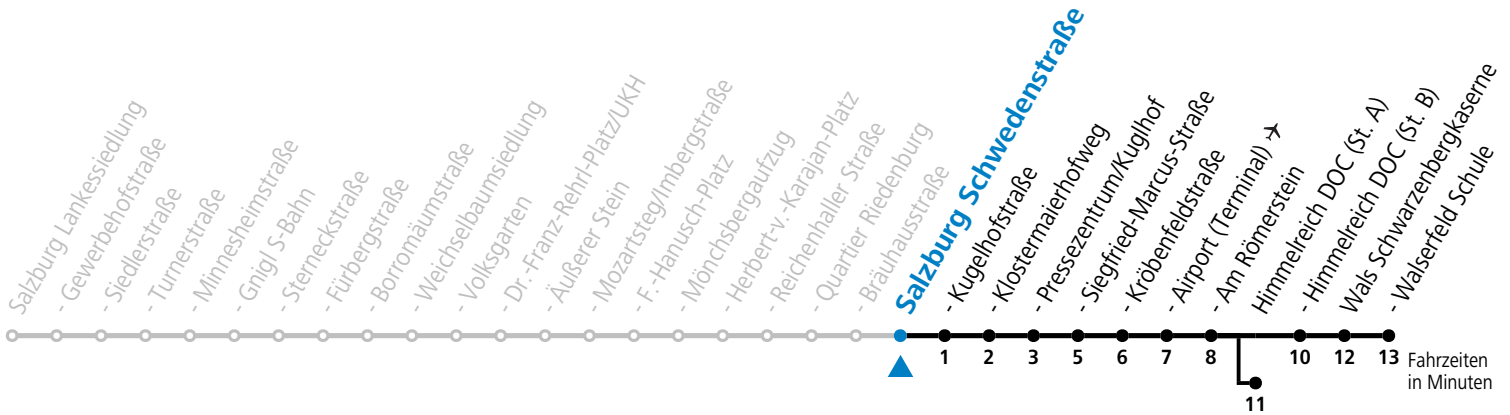 Salzburg Lankessiedlung
- Gewerbehofstraße
- Siedlerstraße
- Turnerstraße
- Minnesheimstraße
- Gnigl S-Bahn
- Sterneckstraße
- Fürbergstraße
- Borromäumstraße
- Weichselbaumsiedlung
- Volksgarten
- Dr.-Franz-Rehrl-Platz/UKH
- Äußerer Stein
- Mozartsteg/Imbergstraße
- F.-Hanusch-Platz
- Mönchsbergaufzug
- Herbert-v.-Karajan-Platz
- Reichenhaller Straße
- Quartier Riedenburg
- Bräuhausstraße
Salzburg Schwedenstraße
- Kugelhofstraße
- Klostermaierhofweg
- Pressezentrum/Kuglhof
- Siegfried-Marcus-Straße
- Kröbenfeldstraße
- Airport (Terminal)
- Am Römerstein
Himmelreich DOC (St. A)
- Himmelreich DOC (St. B)
Wals Schwarzenbergkaserne
- Walserfeld Schule
1 2 3 5 6 7 8 10 12 13 Fahrzeiten
in Minuten
11